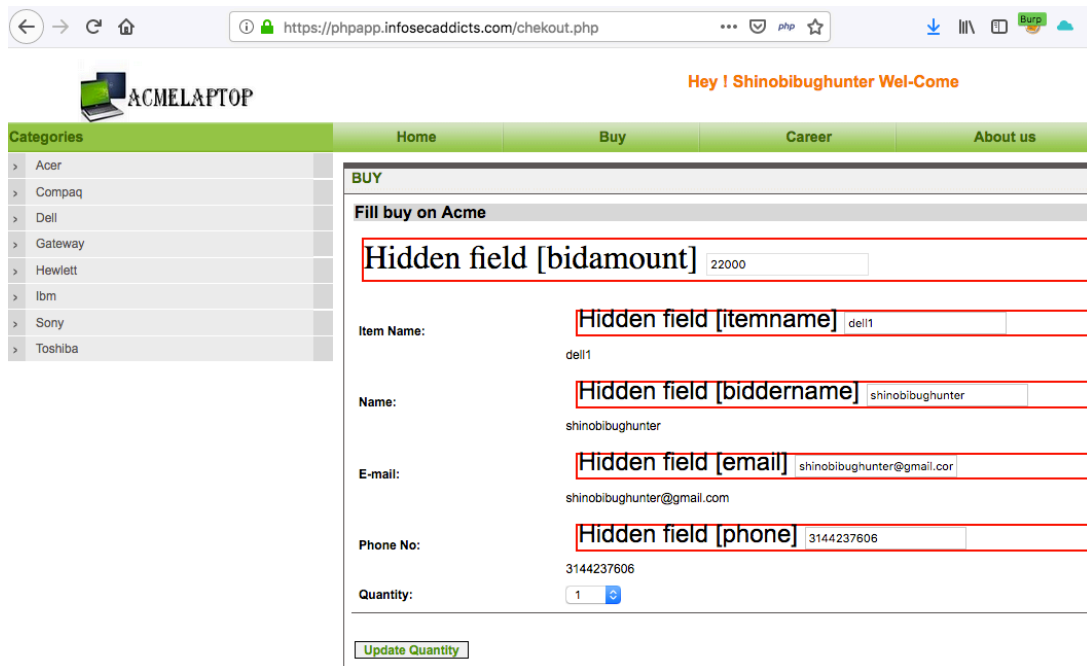 https://phpapp.infosecaddicts.com/chekout.php
php
Burp
ACMELAPTOP
Hey ! Shinobibughunter Wel-Come
Categories
Home
Buy
Career
About us
Acer
Compaq
Dell
Gateway
Hewlett
Ibm
Sony
Toshiba
BUY
Fill buy on Acme
Hidden field [bidamount] 22000
Item Name:
Hidden field [itemname] dell1
dell1
Name:
Hidden field [biddername] shinobibughunter
shinobibughunter
E-mail:
Hidden field [email] shinobibughunter@gmail.cor
shinobibughunter@gmail.com
Phone No:
Hidden field [phone] 3144237606
3144237606
Quantity:
1
Update Quantity